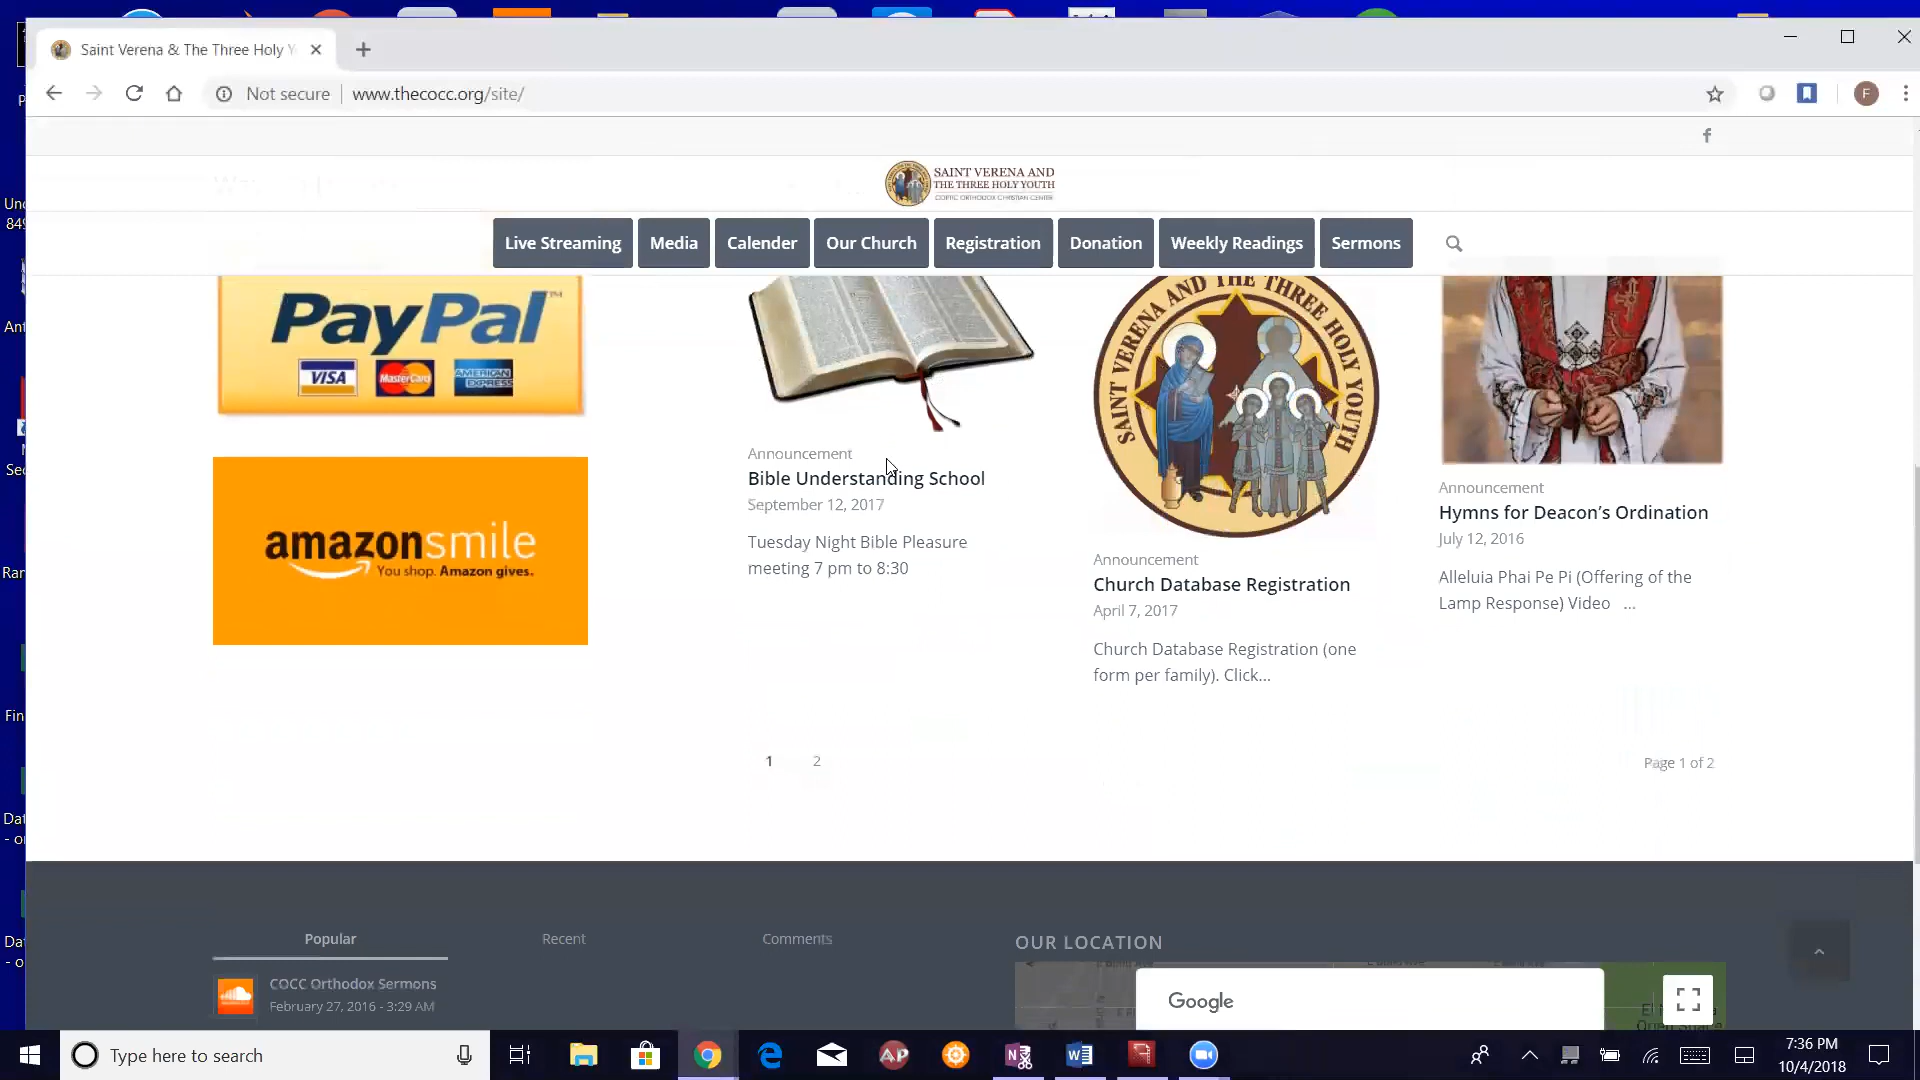 Saint Verena & The Three Holy Y
Not secure
www.thecocc.org/site/
F
SAINT VERENA AND
THE THREE HOLY YOUTH
COPTIC ORTHODOX CHRISTIAN CENTER
Live Streaming
Media
Calender
Our Church
Registration
Donation
Weekly Readings
Sermons
PayPal™
VISA
MasterCard
AMERICAN EXPRESS
amazonsmile
You shop. Amazon gives.
Announcement
Bible Understanding School
September 12, 2017
Tuesday Night Bible Pleasure
meeting 7 pm to 8:30
SAINT VERENA AND THE THREE HOLY YOUTH
Announcement
Church Database Registration
April 7, 2017
Church Database Registration (one
form per family). Click...
Announcement
Hymns for Deacon’s Ordination
July 12, 2016
Alleluia Phai Pe Pi (Offering of the
Lamp Response) Video ...
1
2
Page 1 of 2
Popular
Recent
Comments
COCC Orthodox Sermons
February 27, 2016 - 3:29 AM
OUR LOCATION
Google
Type here to search
7:36 PM
10/4/2018